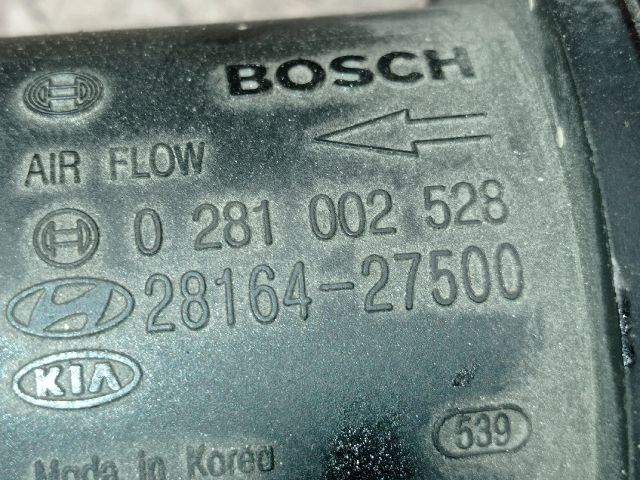 BOSCH
AIR FLOW
0 281 002 528
28164-27500
KIA
539
Made in Korea